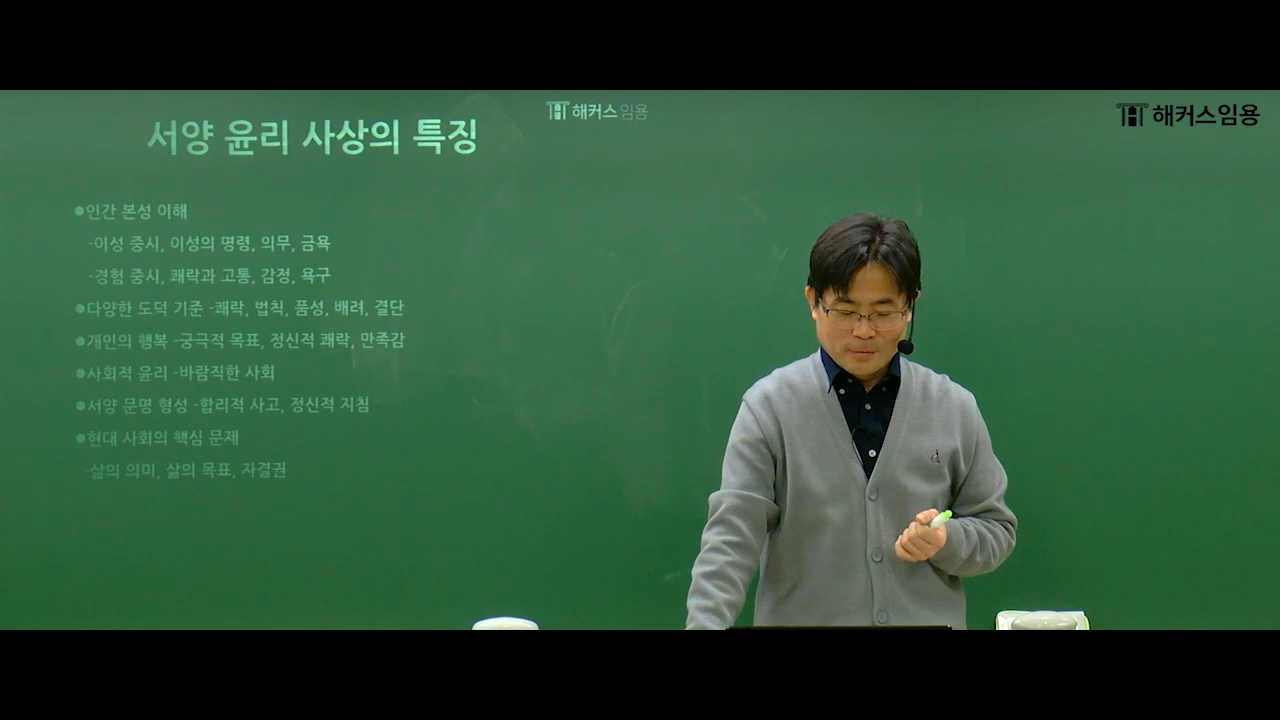 해커스임용
해커스임용
서양 윤리 사상의 특징
●인간 본성 이해
-이성 중시, 이성의 명령, 의무, 금욕
-경험 중시, 쾌락과 고통, 감정, 욕구
●다양한 도덕 기준 -쾌락, 법칙, 품성, 배려, 결단
●개인의 행복 -궁극적 목표, 정신적 쾌락, 만족감
●사회적 윤리 -바람직한 사회
●서양 문명 형성 -합리적 사고, 정신적 지침
●현대 사회의 핵심 문제
-삶의 의미, 삶의 목표, 자결권